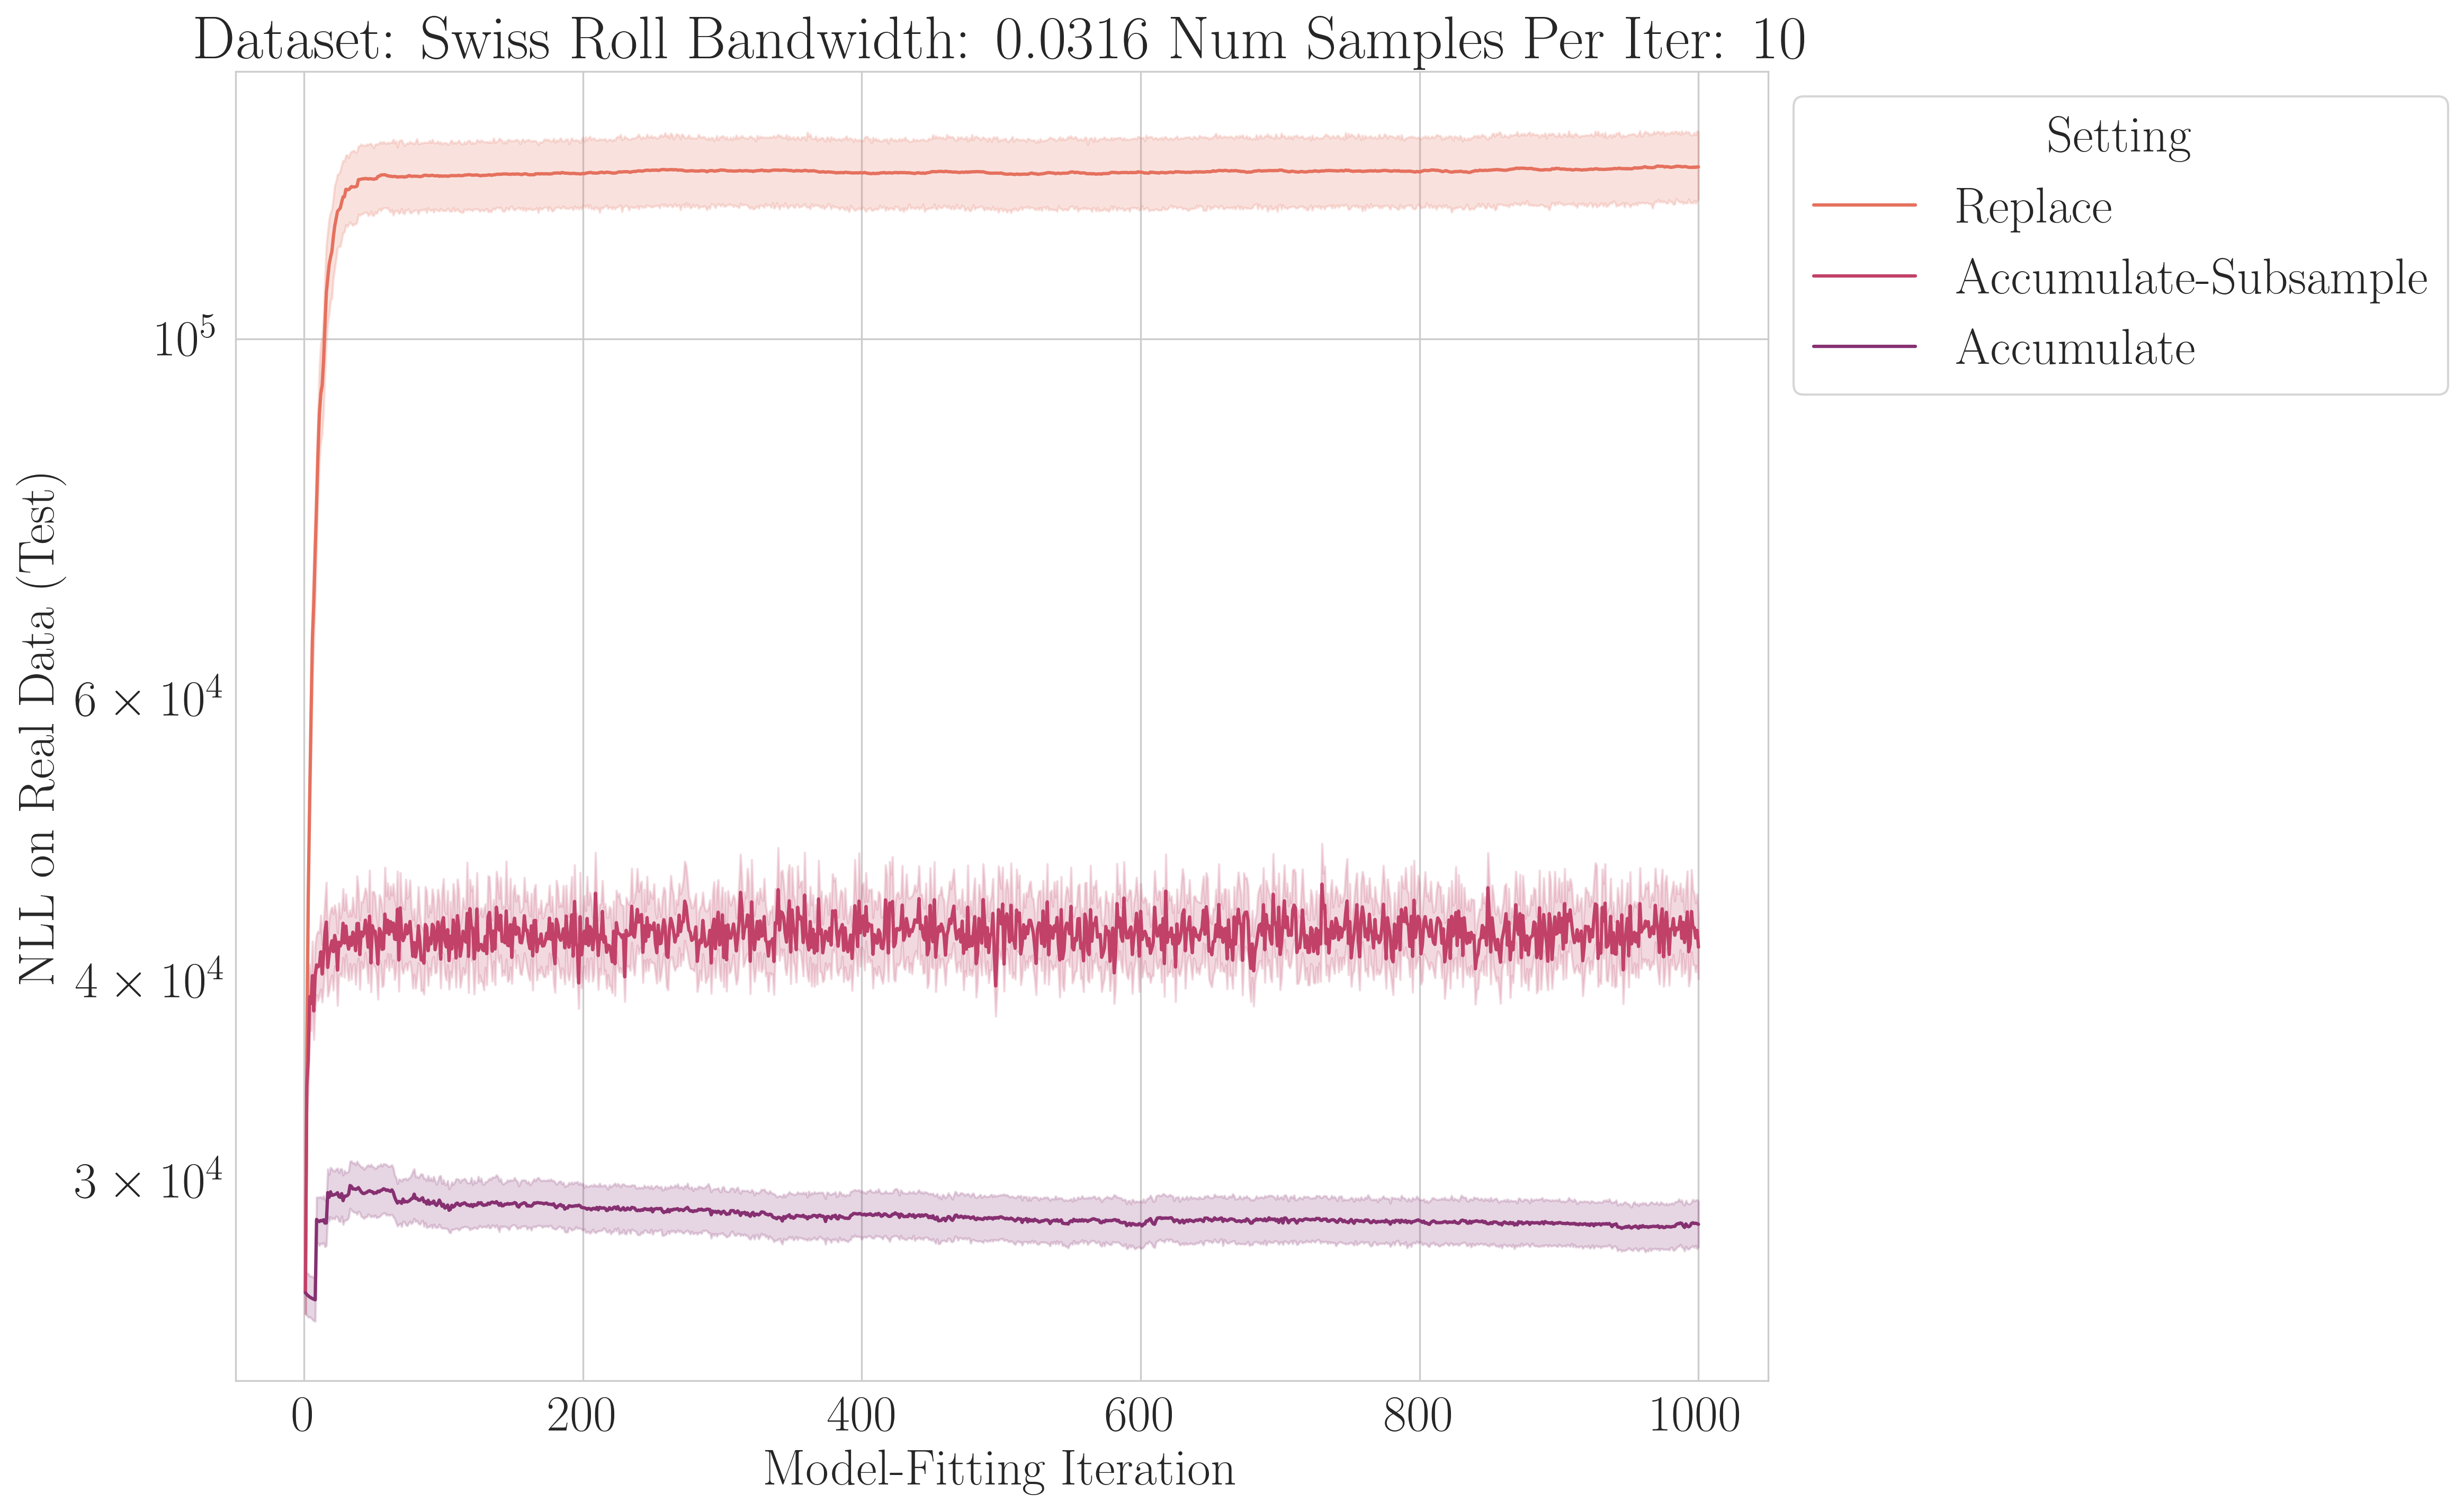 Dataset: Swiss Roll Bandwidth: 0.0316 Num Samples Per Iter: 10
NLL on Real Data (Test)
10^5
6 × 10^4
4 × 10^4
3 × 10^4
0 200 400 600 800 1000
Model-Fitting Iteration
Setting
Replace
Accumulate-Subsample
Accumulate